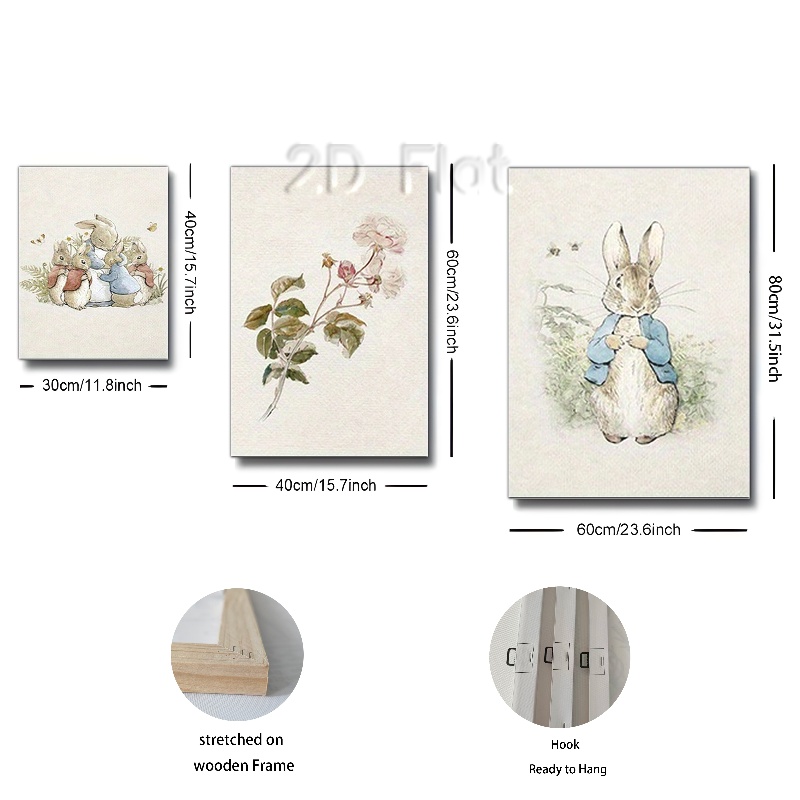 2D Flat
40cm/15.7inch
30cm/11.8inch
60cm/23.6inch
40cm/15.7inch
80cm/31.5inch
60cm/23.6inch
stretched on
wooden Frame
Hook
Ready to Hang